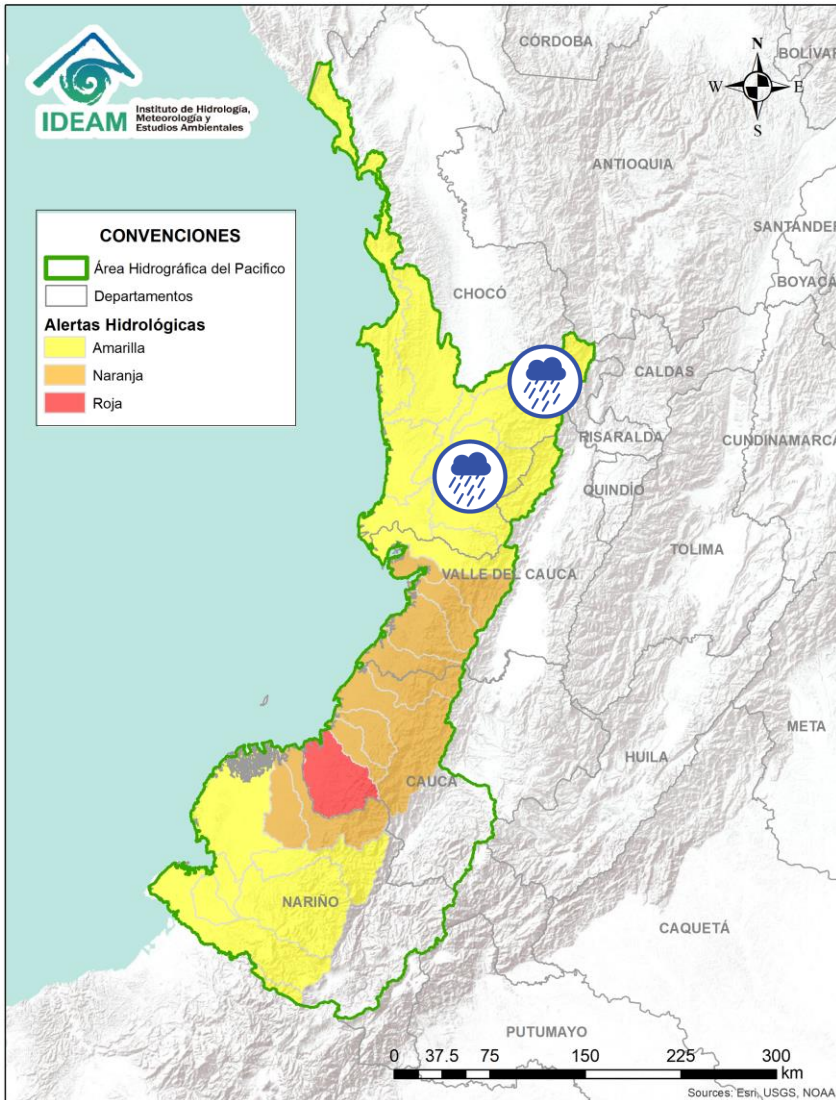 IDEAM
Instituto de Hidrología,
Meteorología y
Estudios Ambientales
CÓRDOBA
BOLÍVAR
N
W
E
S
ANTIOQUIA
SANTANDER
BOYACÁ
CHOCÓ
CALDAS
RISARALDA
CUNDINAMARCA
QUINDÍO
TOLIMA
VALLE DEL CAUCA
META
HUILA
CAUCA
NARIÑO
CAQUETÁ
PUTUMAYO
CONVENCIONES
Área Hidrográfica del Pacifico
Departamentos
Alertas Hidrológicas
Amarilla
Naranja
Roja
0 37.5 75 150 225 300
km
Sources: Esri, USGS, NOAA